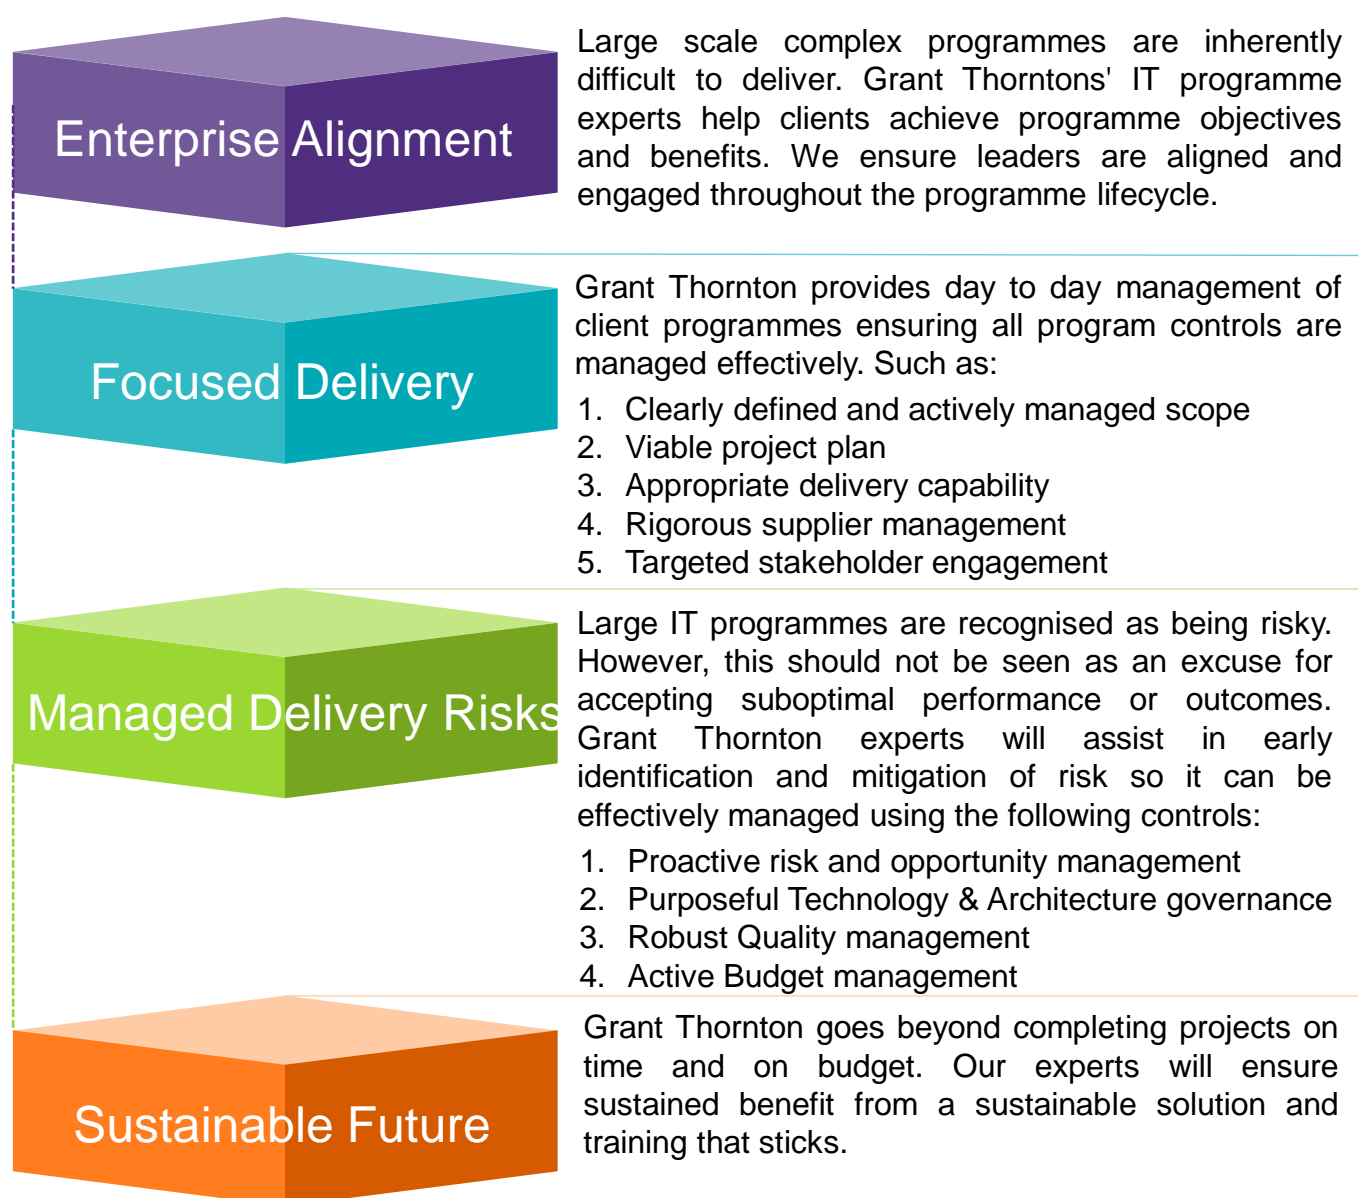 Enterprise Alignment
Large scale complex programmes are inherently
difficult to deliver. Grant Thorntons' IT programme
experts help clients achieve programme objectives
and benefits. We ensure leaders are aligned and
engaged throughout the programme lifecycle.
Focused Delivery
Grant Thornton provides day to day management of
client programmes ensuring all program controls are
managed effectively. Such as:
1. Clearly defined and actively managed scope
2. Viable project plan
3. Appropriate delivery capability
4. Rigorous supplier management
5. Targeted stakeholder engagement
Managed Delivery Risks
Large IT programmes are recognised as being risky.
However, this should not be seen as an excuse for
accepting suboptimal performance or outcomes.
Grant Thornton experts will assist in early
identification and mitigation of risk so it can be
effectively managed using the following controls:
1. Proactive risk and opportunity management
2. Purposeful Technology & Architecture governance
3. Robust Quality management
4. Active Budget management
Sustainable Future
Grant Thornton goes beyond completing projects on
time and on budget. Our experts will ensure
sustained benefit from a sustainable solution and
training that sticks.